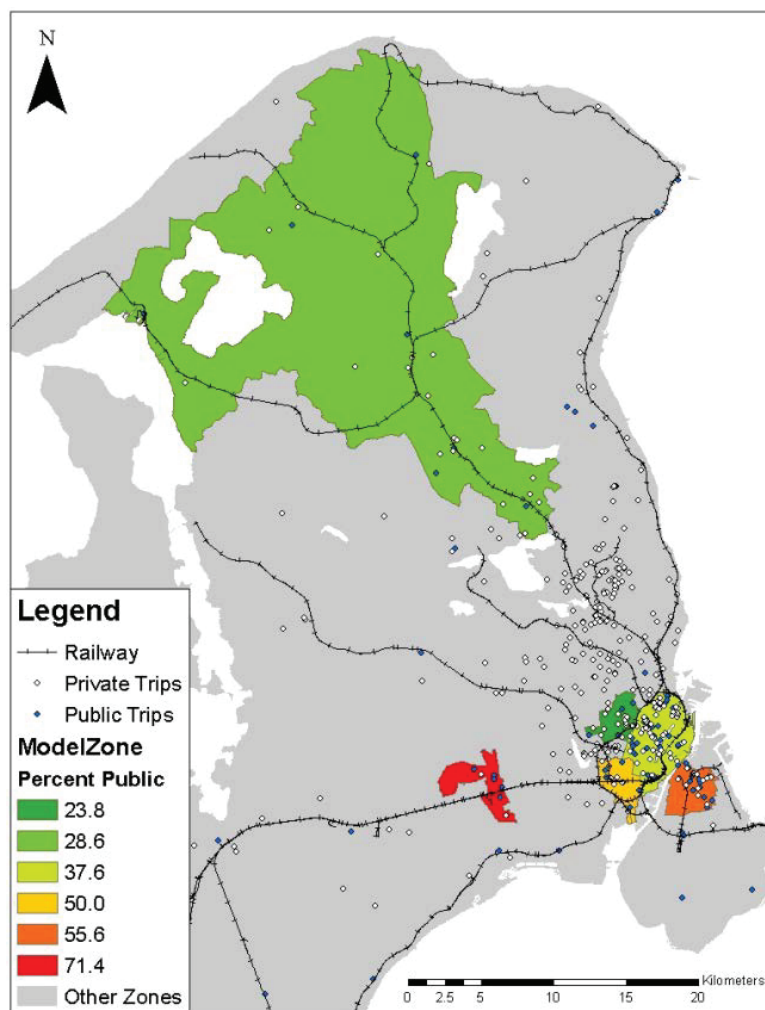 N
Legend
Railway
Private Trips
Public Trips
ModelZone
Percent Public
23.8
28.6
37.6
50.0
55.6
71.4
Other Zones
Kilometers
0 2.5 5 10 15 20